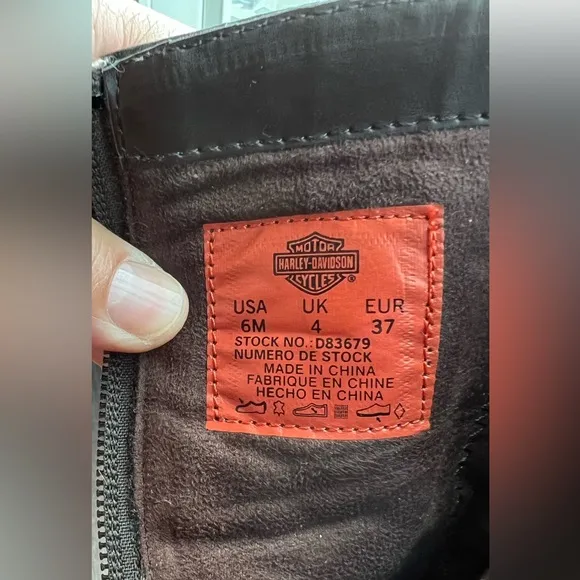 MOTOR
HARLEY-DAVIDSON
CYCLES®
USA UK EUR
6M 4 37
STOCK NO.:D83679
NUMERO DE STOCK
MADE IN CHINA
FABRIQUE EN CHINE
HECHO EN CHINA